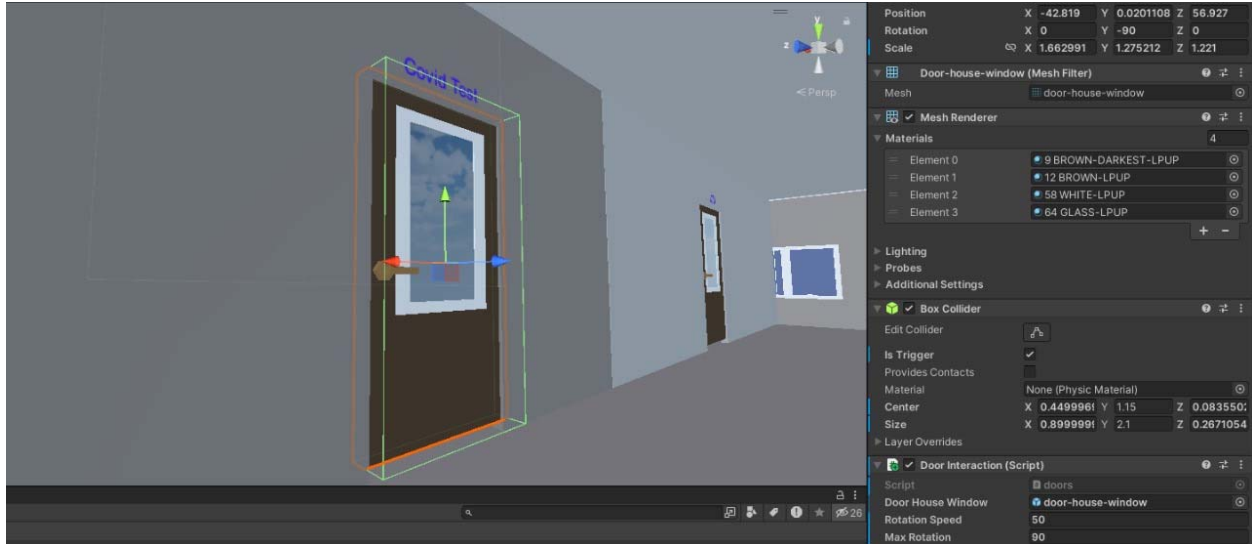 Covid Test
y
z
Persp
26
Position X -42.819 Y 0.0201108 Z 56.927
Rotation X 0 Y -90 Z 0
Scale X 1.662991 Y 1.275212 Z 1.221
Door-house-window (Mesh Filter)
Mesh door-house-window
Mesh Renderer
Materials 4
Element 0 9 BROWN-DARKEST-LPUP
Element 1 12 BROWN-LPUP
Element 2 58 WHITE-LPUP
Element 3 64 GLASS-LPUP
Lighting
Probes
Additional Settings
Box Collider
Edit Collider
Is Trigger
Provides Contacts
Material None (Physic Material)
Center X 0.449996 Y 1.15 Z 0.083550
Size X 0.899999 Y 2.1 Z 0.2671054
Layer Overrides
Door Interaction (Script)
Script doors
Door House Window door-house-window
Rotation Speed 50
Max Rotation 90